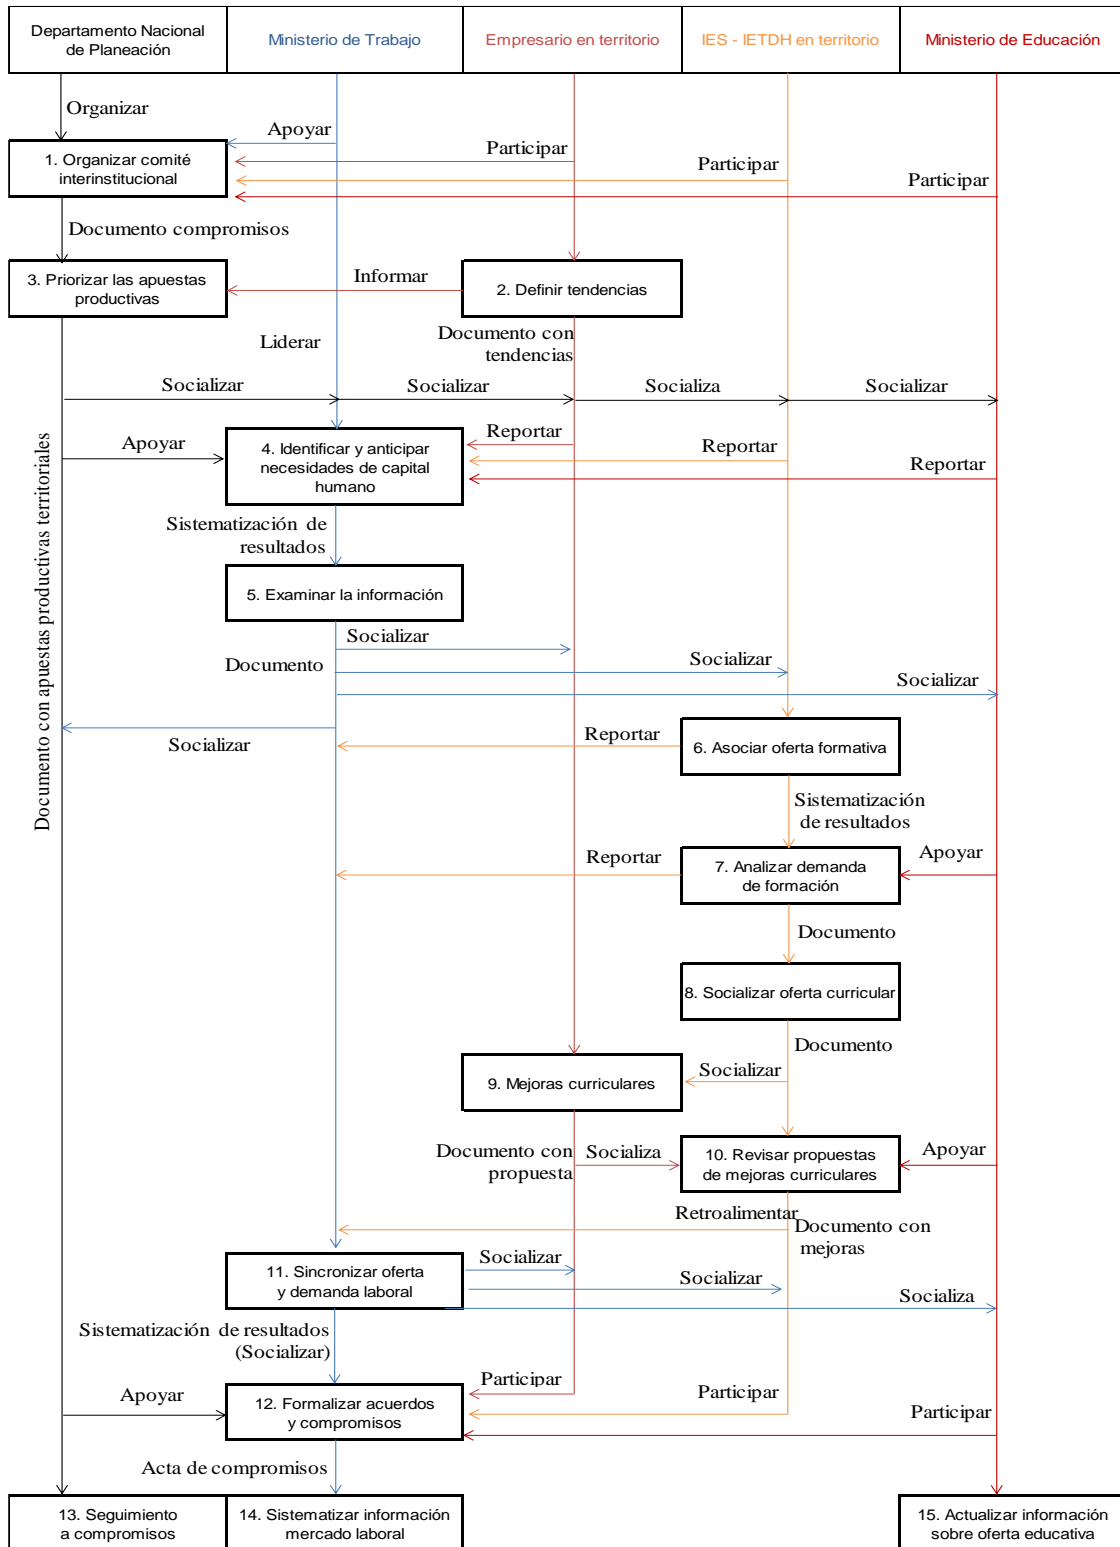 Departamento Nacional
de Planeación
Ministerio de Trabajo
Empresario en territorio
IES - IETDH en territorio
Ministerio de Educación
Organizar
Apoyar
Participar
Participar
Participar
1. Organizar comité
interinstitucional
Documento compromisos
3. Priorizar las apuestas
productivas
Informar
2. Definir tendencias
Liderar
Documento con
tendencias
Socializar
Socializar
Socializa
Socializar
Documento con apuestas productivas territoriales
Apoyar
4. Identificar y anticipar
necesidades de capital
humano
Reportar
Reportar
Reportar
Sistematización de
resultados
5. Examinar la información
Socializar
Documento
Socializar
Socializar
Socializar
Reportar
6. Asociar oferta formativa
Sistematización
de resultados
Reportar
7. Analizar demanda
de formación
Apoyar
Documento
8. Socializar oferta curricular
Documento
9. Mejoras curriculares
Socializar
Documento con
propuesta
Socializa
10. Revisar propuestas
de mejoras curriculares
Apoyar
Retroalimentar
Documento con
mejoras
11. Sincronizar oferta
y demanda laboral
Socializar
Socializar
Socializa
Sistematización de resultados
(Socializar)
Apoyar
12. Formalizar acuerdos
y compromisos
Participar
Participar
Participar
Acta de compromisos
13. Seguimiento
a compromisos
14. Sistematizar información
mercado laboral
15. Actualizar información
sobre oferta educativa